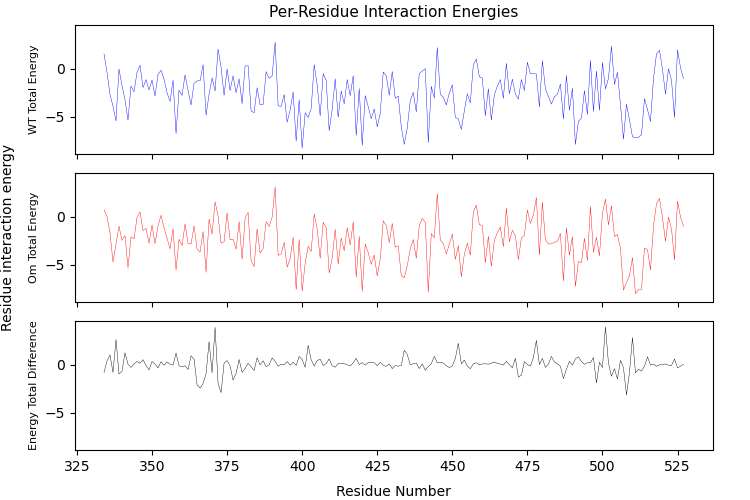 Per-Residue Interaction Energies
Residue interaction energy
WT Total Energy
0
−5
Om Total Energy
0
−5
Energy Total Difference
0
−5
325 350 375 400 425 450 475 500 525
Residue Number